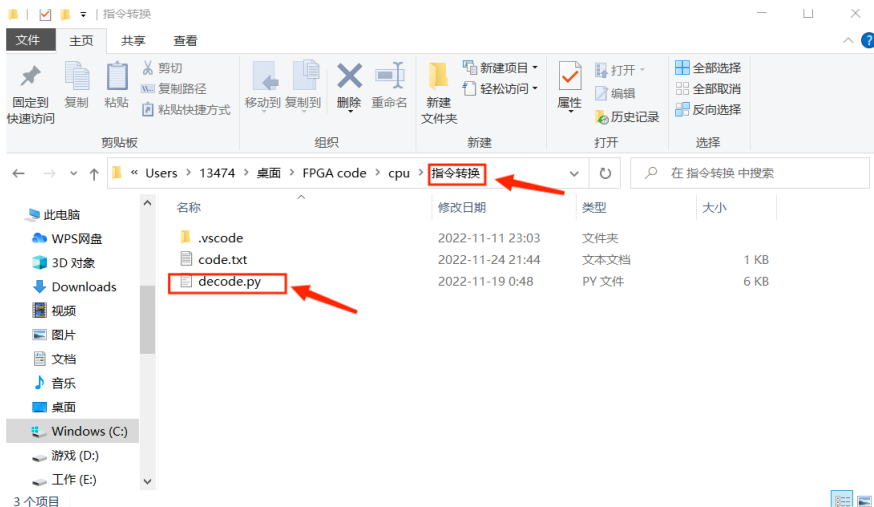 指令转换
文件 主页 共享 查看
固定到
快速访问
复制
粘贴
剪切
复制路径
粘贴快捷方式
剪贴板
移动到 复制到 删除 重命名
组织
新建
文件夹
新建项目
轻松访问
新建
属性
打开
编辑
历史记录
打开
全部选择
全部取消
反向选择
选择
« Users > 13474 > 桌面 > FPGA code > cpu > 指令转换
在 指令转换 中搜索
名称 修改日期 类型 大小
.vscode 2022-11-11 23:03 文件夹
code.txt 2022-11-24 21:44 文本文档 1 KB
decode.py 2022-11-19 0:48 PY 文件 6 KB
此电脑
WPS网盘
3D 对象
Downloads
视频
图片
文档
音乐
桌面
Windows (C:)
游戏 (D:)
工作 (E:)
3 个项目